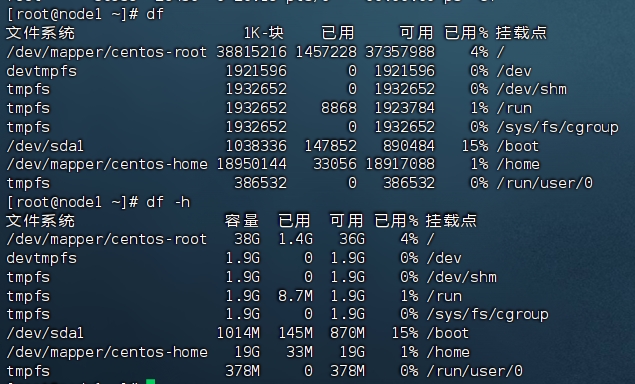 [root@node1 ~]# df
文件系统 1K-块 已用 可用 已用% 挂载点
/dev/mapper/centos-root 38815216 1457228 37357988 4% /
devtmpfs 1921596 0 1921596 0% /dev
tmpfs 1932652 0 1932652 0% /dev/shm
tmpfs 1932652 8868 1923784 1% /run
tmpfs 1932652 0 1932652 0% /sys/fs/cgroup
/dev/sda1 1038336 147852 890484 15% /boot
/dev/mapper/centos-home 18950144 33056 18917088 1% /home
tmpfs 386532 0 386532 0% /run/user/0
[root@node1 ~]# df -h
文件系统 容量 已用 可用 已用% 挂载点
/dev/mapper/centos-root 38G 1.4G 36G 4% /
devtmpfs 1.9G 0 1.9G 0% /dev
tmpfs 1.9G 0 1.9G 0% /dev/shm
tmpfs 1.9G 8.7M 1.9G 1% /run
tmpfs 1.9G 0 1.9G 0% /sys/fs/cgroup
/dev/sda1 1014M 145M 870M 15% /boot
/dev/mapper/centos-home 19G 33M 19G 1% /home
tmpfs 378M 0 378M 0% /run/user/0